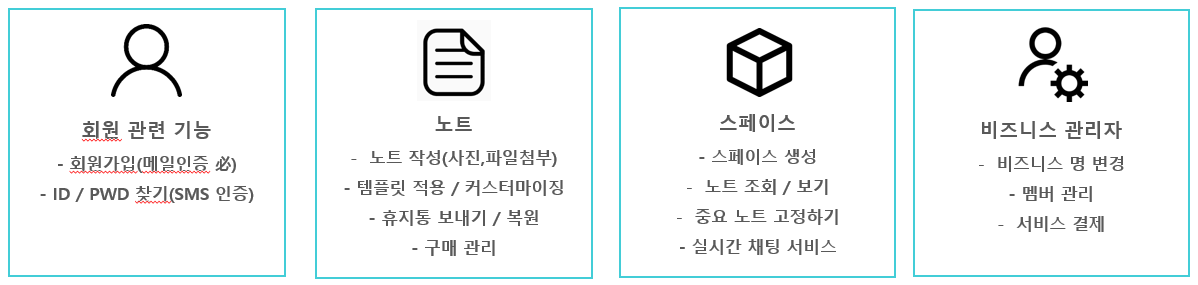 회원 관련 기능
- 회원가입(메일인증 必)
- ID / PWD 찾기(SMS 인증)
노트
- 노트 작성(사진,파일첨부)
- 템플릿 적용 / 커스터마이징
- 휴지통 보내기 / 복원
- 구매 관리
스페이스
- 스페이스 생성
- 노트 조회 / 보기
- 중요 노트 고정하기
- 실시간 채팅 서비스
비즈니스 관리자
- 비즈니스 명 변경
- 멤버 관리
- 서비스 결제